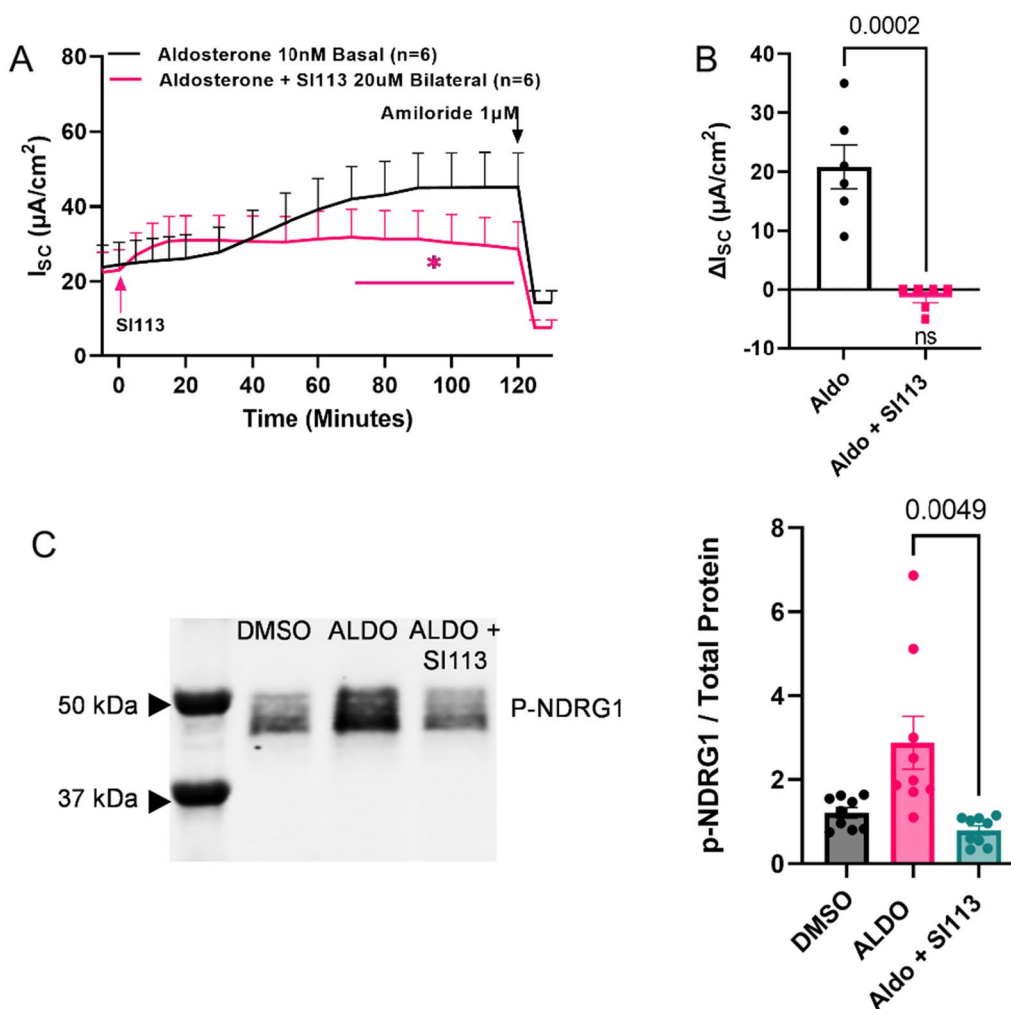 A
Aldosterone 10nM Basal (n=6)
Aldosterone + SI113 20uM Bilateral (n=6)
Amiloride 1µM
80
60
40
20
0
I_SC (µA/cm²)
*
SI113
0 20 40 60 80 100 120
Time (Minutes)
B
0.0002
40
30
20
10
0
-10
ΔI_SC (µA/cm²)
ns
Aldo
Aldo + SI113
C
DMSO ALDO ALDO +
SI113
50 kDa
P-NDRG1
37 kDa
0.0049
8
6
4
2
0
p-NDRG1 / Total Protein
DMSO
ALDO
Aldo + SI113